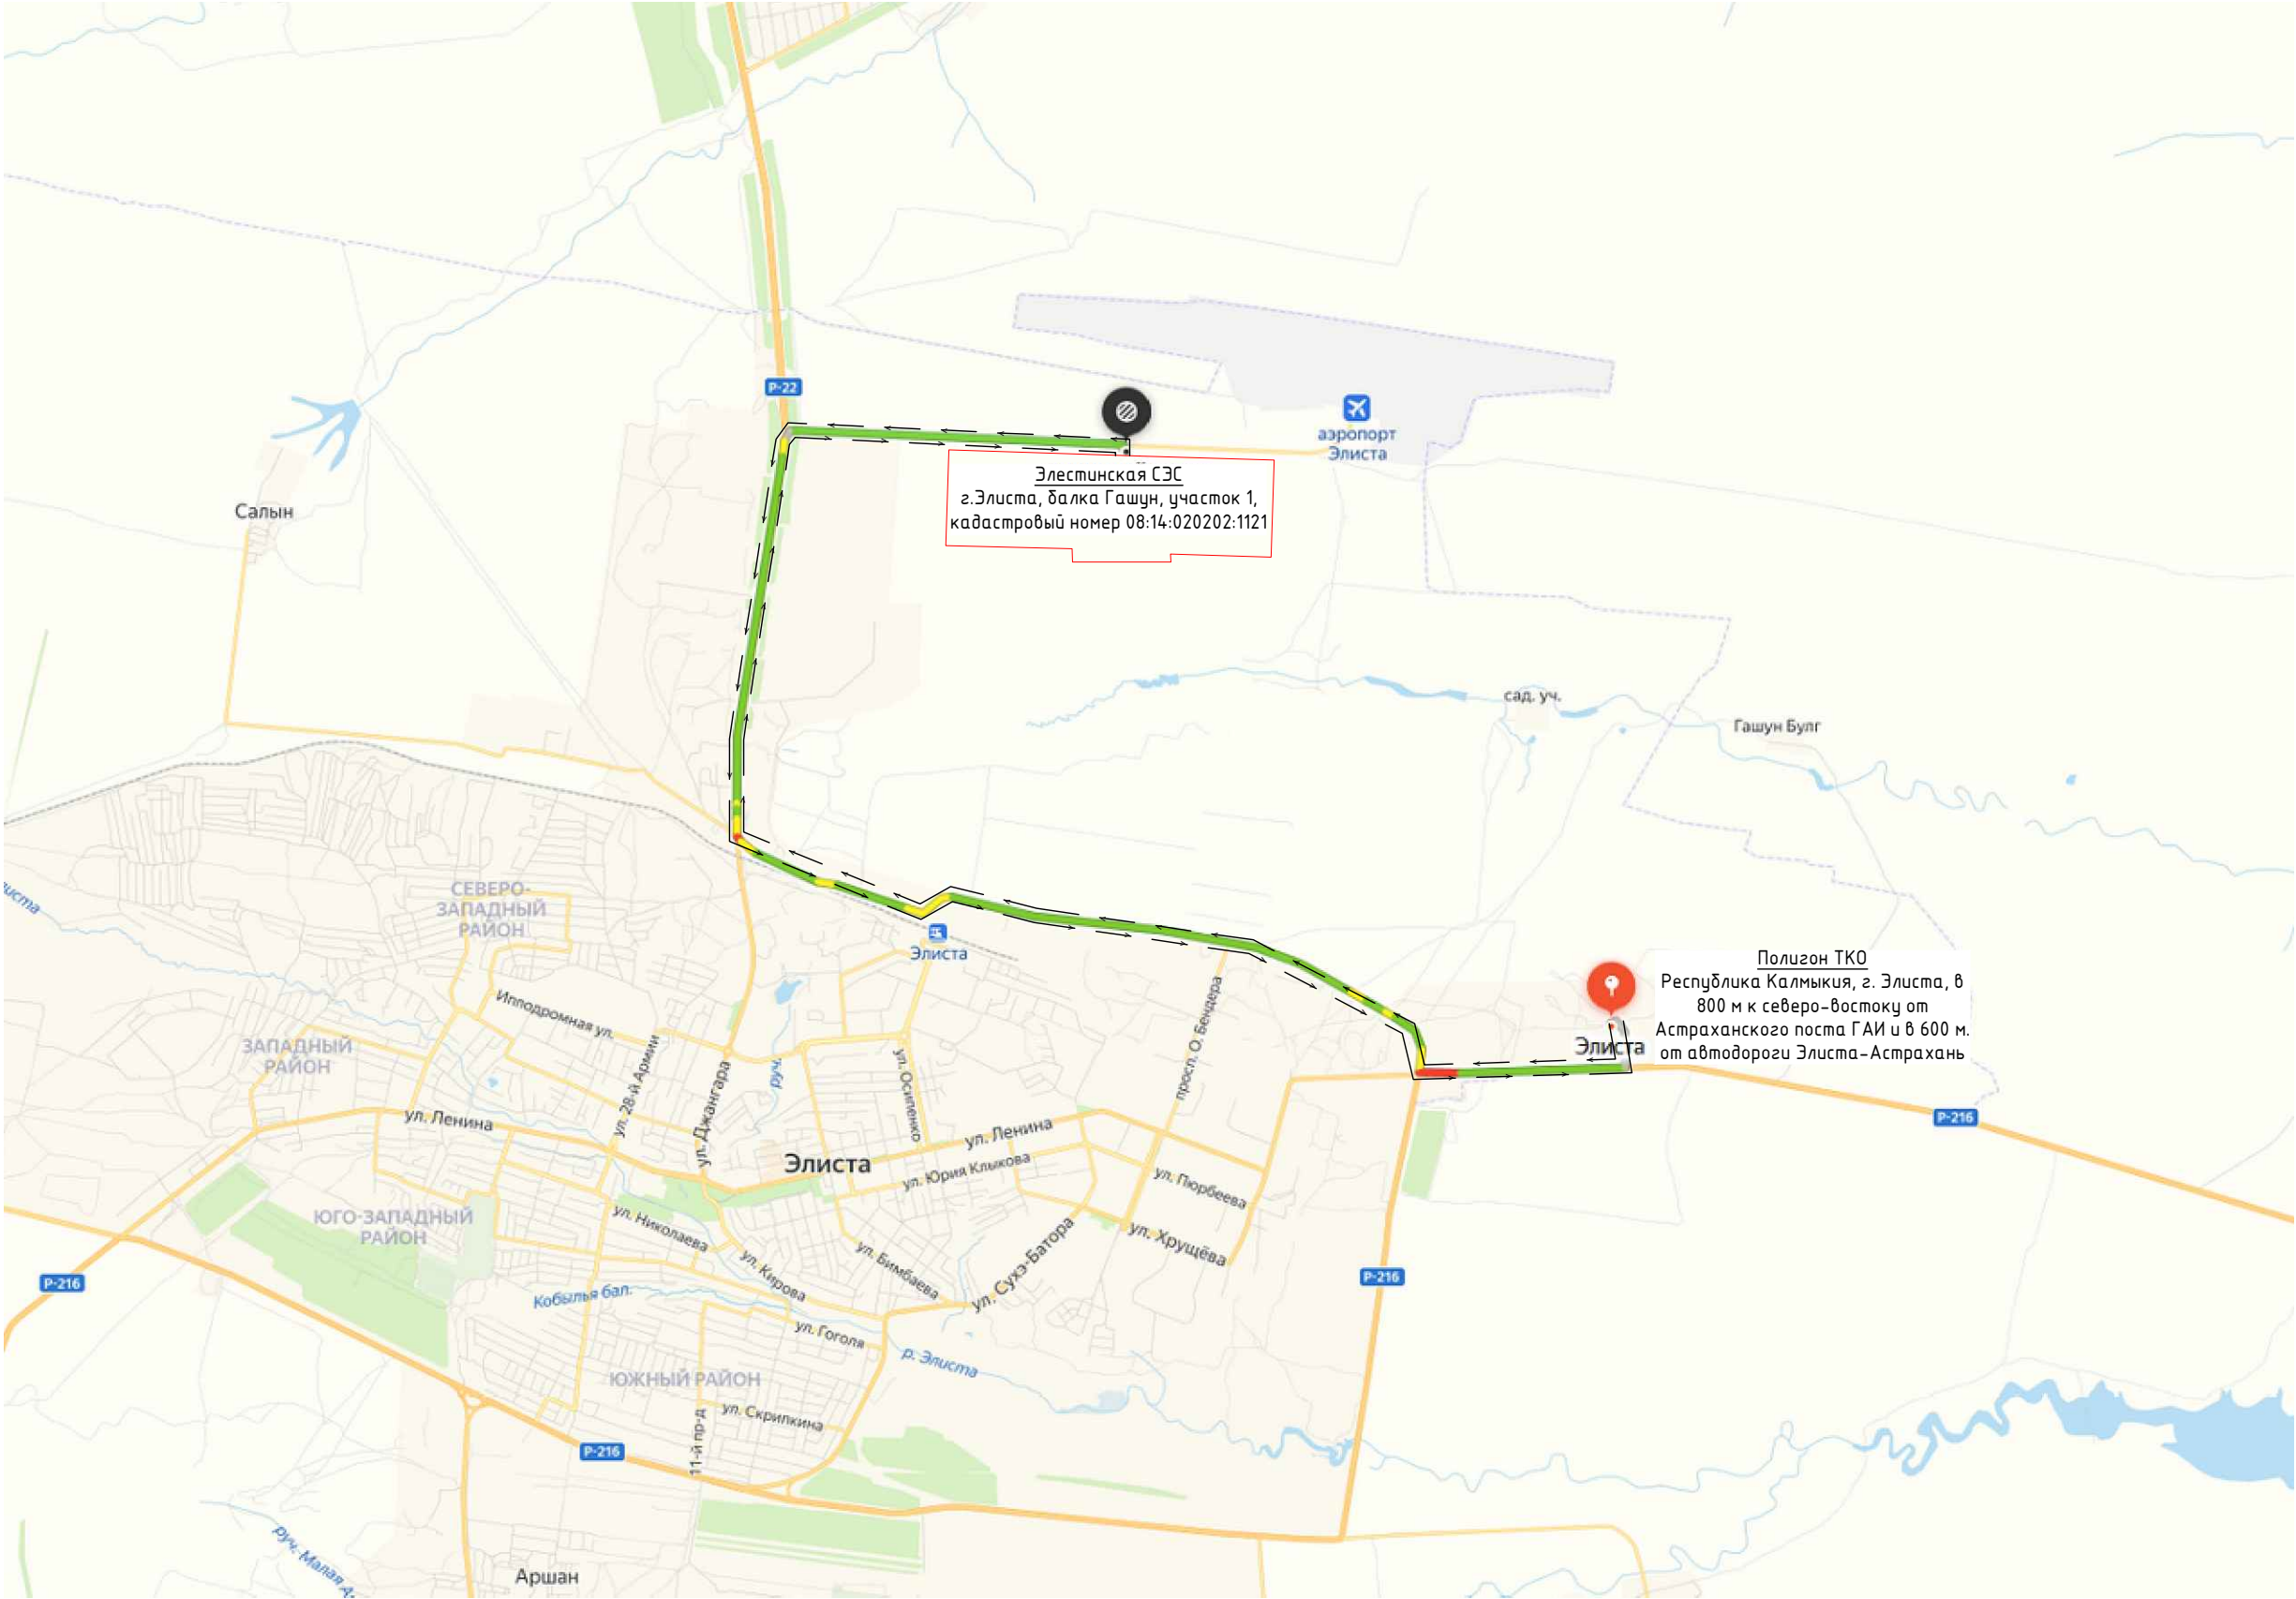 Р-22
аэропорт
Элиста
Элестинская СЭС
г.Элиста, балка Гашун, участок 1,
кадастровый номер 08:14:020202:1121
Салын
сад. уч.
Гашун Булг
СЕВЕРО-
ЗАПАДНЫЙ
РАЙОН
Элиста
Полигон ТКО
Республика Калмыкия, г. Элиста, в
800 м к северо-востоку от
Астраханского поста ГАИ и в 600 м.
от автодороги Элиста-Астрахань
Элиста
Ипподромная ул.
просп. О. Бендера
ЗАПАДНЫЙ
РАЙОН
ул. 28-й Армии
ул. Джангара
руч.
ул. Осипенко
ул. Ленина
ул. Ленина
Р-216
Элиста
ул. Юрия Клыкова
ул. Пюрбеева
ЮГО-ЗАПАДНЫЙ
РАЙОН
ул. Николаева
ул. Хрущёва
ул. Сухэ-Батора
ул. Бимбаева
ул. Кирова
Р-216
Р-216
Кобылья бал.
ул. Гоголя
р. Элиста
ЮЖНЫЙ РАЙОН
ул. Скрипкина
11-й пр-д
Р-216
руч. Малая
Аршан